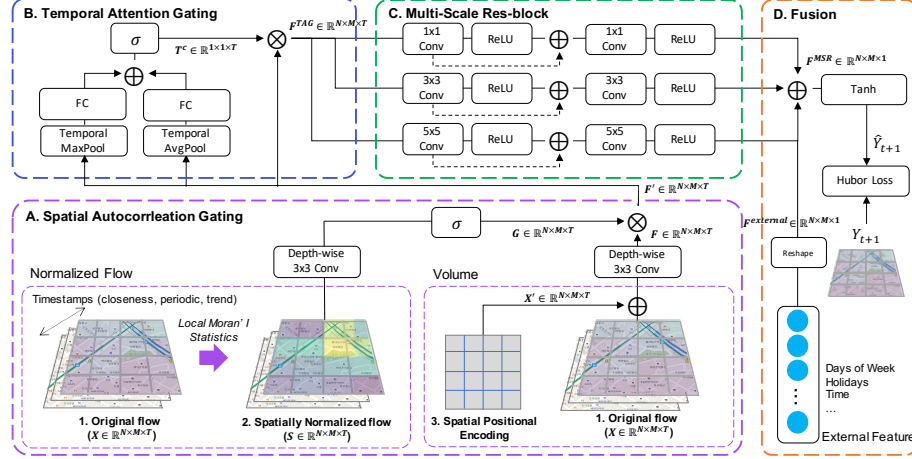 B. Temporal Attention Gating
σ
T^c ∈ ℝ^{1×1×T}
FC
FC
Temporal
MaxPool
Temporal
AvgPool
F^{TAG} ∈ ℝ^{N×M×T}
C. Multi-Scale Res-block
1x1
Conv
ReLU
1x1
Conv
ReLU
3x3
Conv
ReLU
3x3
Conv
ReLU
5x5
Conv
ReLU
5x5
Conv
ReLU
D. Fusion
F^{MSR} ∈ ℝ^{N×M×1}
Tanh
Ŷ_{t+1}
Hubor Loss
Y_{t+1}
F^{external} ∈ ℝ^{N×M×1}
Reshape
Days of Week
Holidays
Time
...
External Feature
F' ∈ ℝ^{N×M×T}
A. Spatial Autocorrleation Gating
σ
G ∈ ℝ^{N×M×T}
F ∈ ℝ^{N×M×T}
Depth-wise
3x3 Conv
Depth-wise
3x3 Conv
Normalized Flow
Timestamps (closeness, periodic, trend)
Local Moran' I
Statistics
1. Original flow
(X ∈ ℝ^{N×M×T})
2. Spatially Normalized flow
(S ∈ ℝ^{N×M×T})
Volume
X' ∈ ℝ^{N×M×T}
3. Spatial Positional
Encoding
1. Original flow
(X ∈ ℝ^{N×M×T})